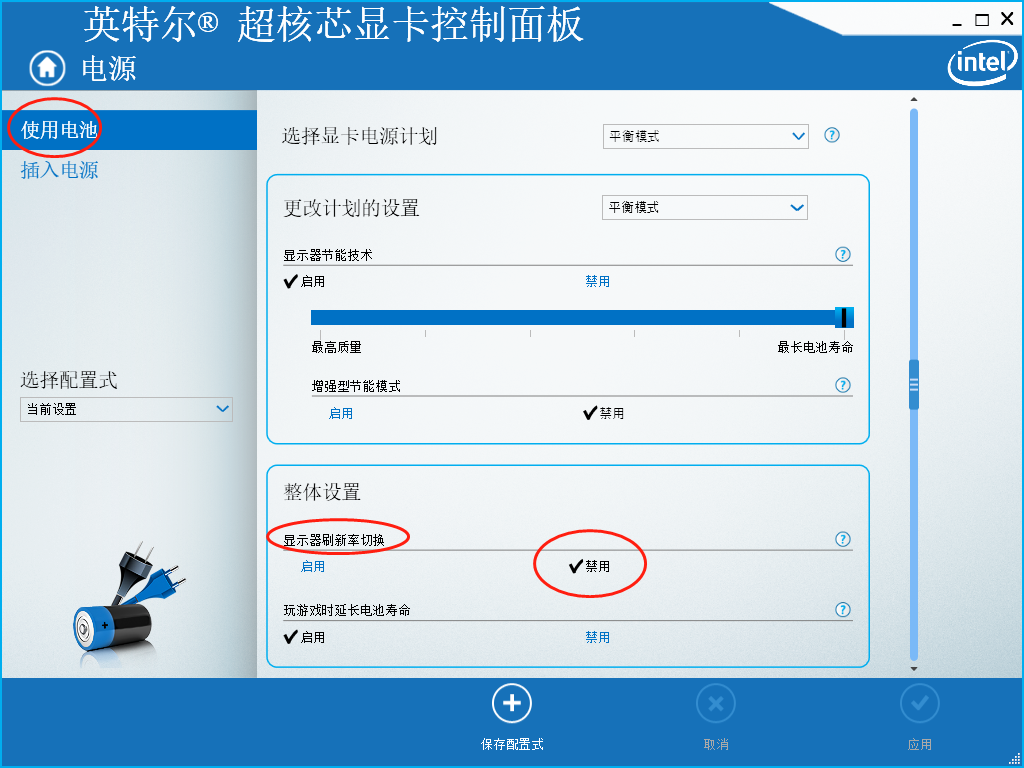 英特尔® 超核芯显卡控制面板
电源
intel
使用电池
插入电源
选择显卡电源计划
平衡模式
更改计划的设置
平衡模式
显示器节能技术
启用
禁用
最高质量
最长电池寿命
增强型节能模式
启用
禁用
选择配置式
当前设置
整体设置
显示器刷新率切换
启用
禁用
玩游戏时延长电池寿命
启用
禁用
保存配置式
取消
应用